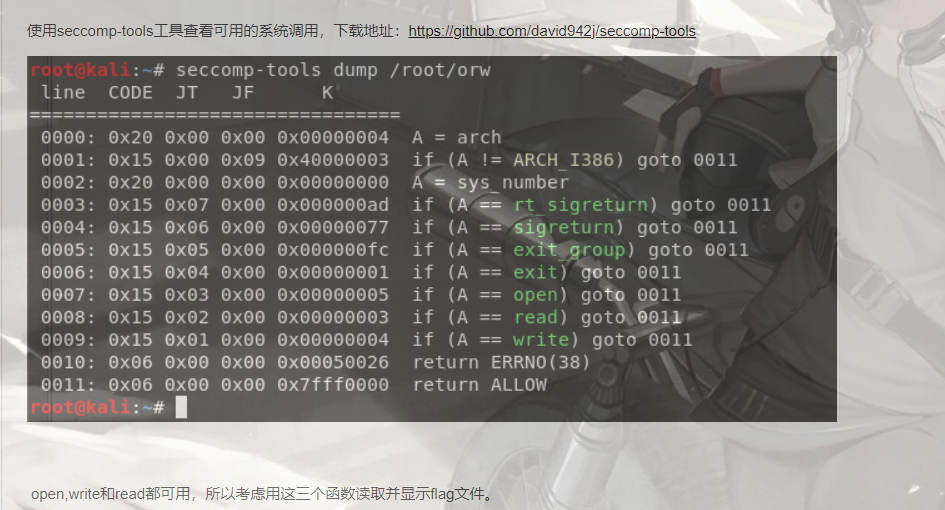 使用seccomp-tools工具查看可用的系统调用，下载地址：https://github.com/david942j/seccomp-tools
root@kali:~# seccomp-tools dump /root/orw
 line  CODE  JT   JF      K
=================================
 0000: 0x20 0x00 0x00 0x00000004  A = arch
 0001: 0x15 0x00 0x09 0x40000003  if (A != ARCH_I386) goto 0011
 0002: 0x20 0x00 0x00 0x00000000  A = sys_number
 0003: 0x15 0x07 0x00 0x000000ad  if (A == rt_sigreturn) goto 0011
 0004: 0x15 0x06 0x00 0x00000077  if (A == sigreturn) goto 0011
 0005: 0x15 0x05 0x00 0x000000fc  if (A == exit_group) goto 0011
 0006: 0x15 0x04 0x00 0x00000001  if (A == exit) goto 0011
 0007: 0x15 0x03 0x00 0x00000005  if (A == open) goto 0011
 0008: 0x15 0x02 0x00 0x00000003  if (A == read) goto 0011
 0009: 0x15 0x01 0x00 0x00000004  if (A == write) goto 0011
 0010: 0x06 0x00 0x00 0x00050026  return ERRNO(38)
 0011: 0x06 0x00 0x00 0x7fff0000  return ALLOW
root@kali:~#
open,write和read都可用，所以考虑用这三个函数读取并显示flag文件。